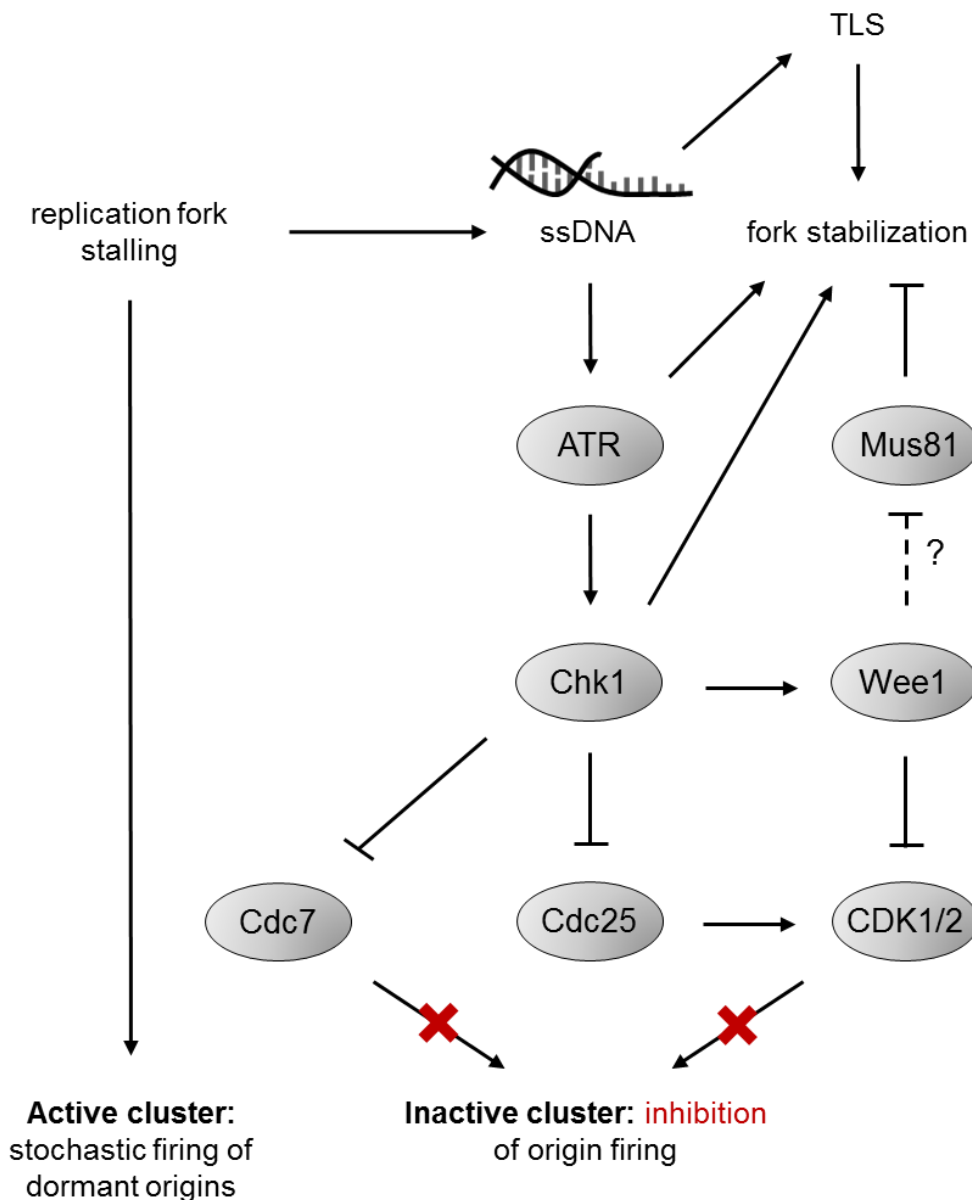 TLS
replication fork
stalling
ssDNA
fork stabilization
ATR
Mus81
?
Chk1
Wee1
Cdc7
Cdc25
CDK1/2
Active cluster:
stochastic firing of
dormant origins
Inactive cluster: inhibition
of origin firing